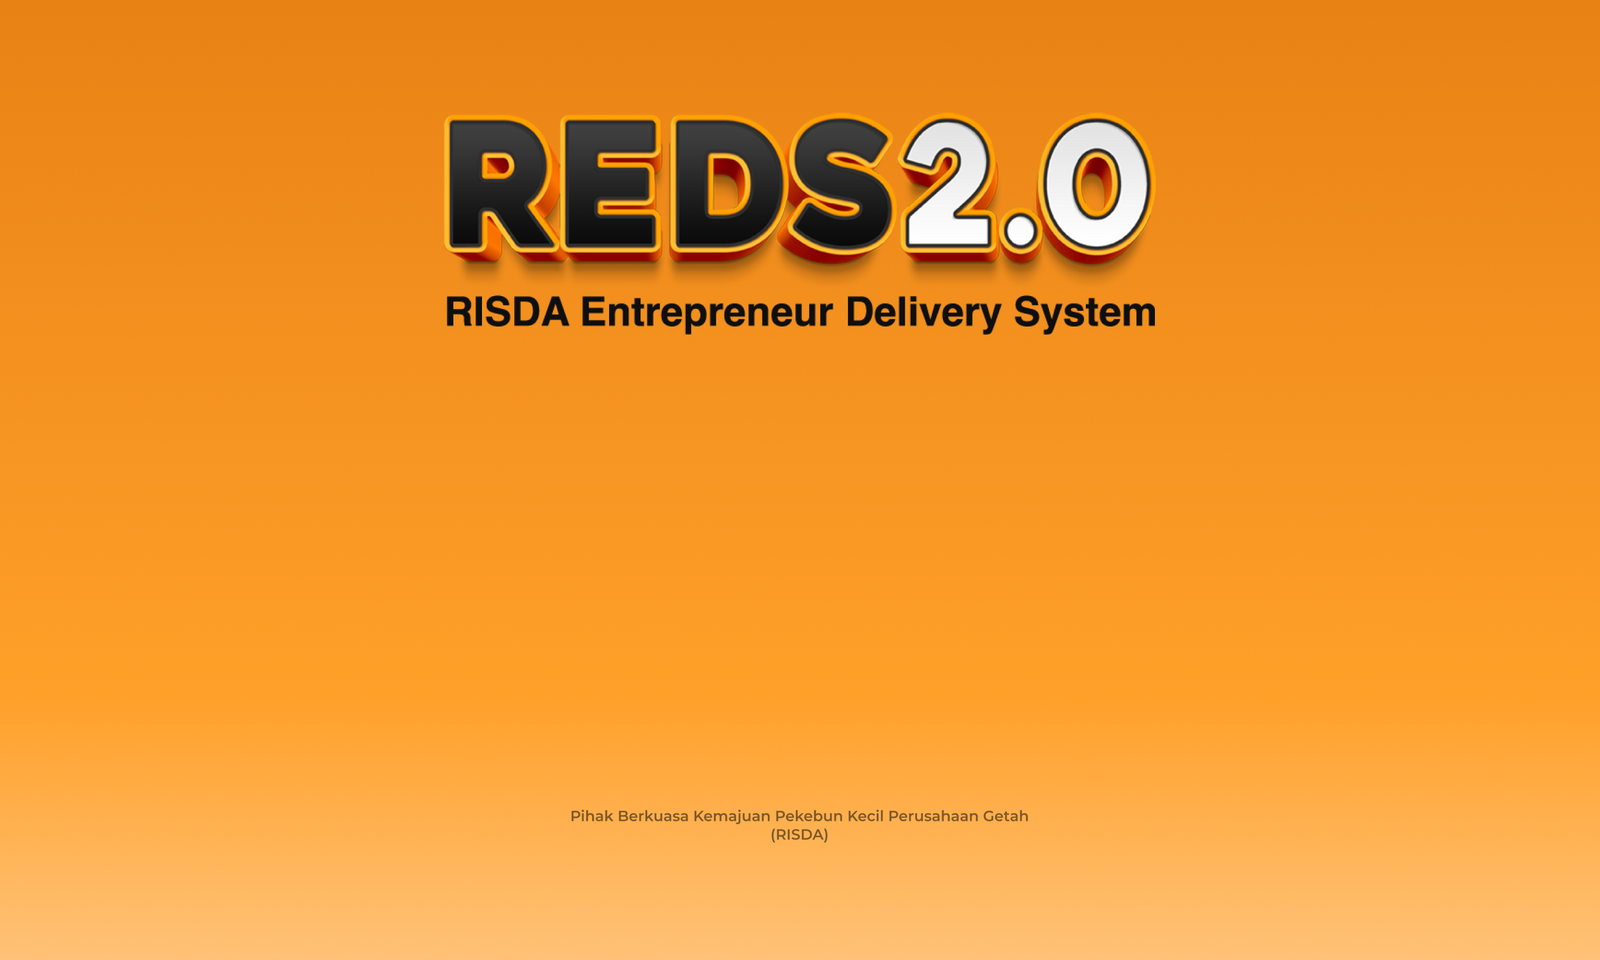 REDS2.0
RISDA Entrepreneur Delivery System
Pihak Berkuasa Kemajuan Pekebun Kecil Perusahaan Getah
(RISDA)